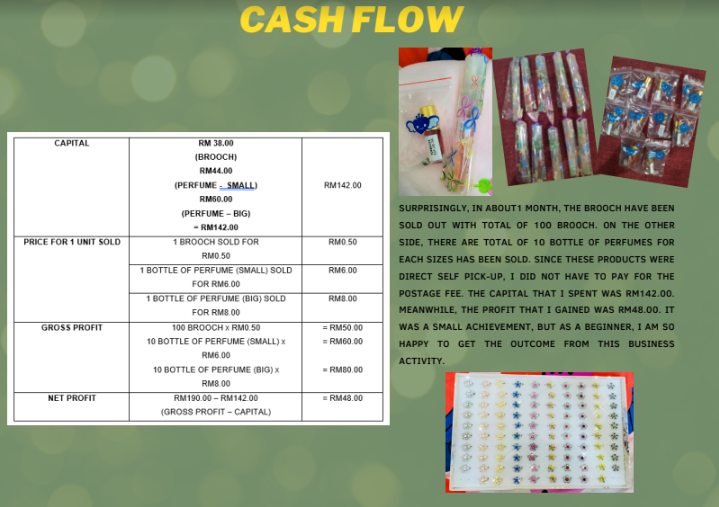 CASH FLOW
CAPITAL
RM 38.00
(BROOCH)
RM44.00
(PERFUME - SMALL)
RM60.00
(PERFUME – BIG)
= RM142.00
RM142.00
PRICE FOR 1 UNIT SOLD
1 BROOCH SOLD FOR
RM0.50
RM0.50
1 BOTTLE OF PERFUME (SMALL) SOLD
FOR RM6.00
RM6.00
1 BOTTLE OF PERFUME (BIG) SOLD
FOR RM8.00
RM8.00
GROSS PROFIT
100 BROOCH x RM0.50
= RM50.00
10 BOTTLE OF PERFUME (SMALL) x
RM6.00
= RM60.00
10 BOTTLE OF PERFUME (BIG) x
RM8.00
= RM80.00
NET PROFIT
RM190.00 – RM142.00
(GROSS PROFIT – CAPITAL)
= RM48.00
SURPRISINGLY, IN ABOUT1 MONTH, THE BROOCH HAVE BEEN
SOLD OUT WITH TOTAL OF 100 BROOCH. ON THE OTHER
SIDE, THERE ARE TOTAL OF 10 BOTTLE OF PERFUMES FOR
EACH SIZES HAS BEEN SOLD. SINCE THESE PRODUCTS WERE
DIRECT SELF PICK-UP, I DID NOT HAVE TO PAY FOR THE
POSTAGE FEE. THE CAPITAL THAT I SPENT WAS RM142.00.
MEANWHILE, THE PROFIT THAT I GAINED WAS RM48.00. IT
WAS A SMALL ACHIEVEMENT, BUT AS A BEGINNER, I AM SO
HAPPY TO GET THE OUTCOME FROM THIS BUSINESS
ACTIVITY.